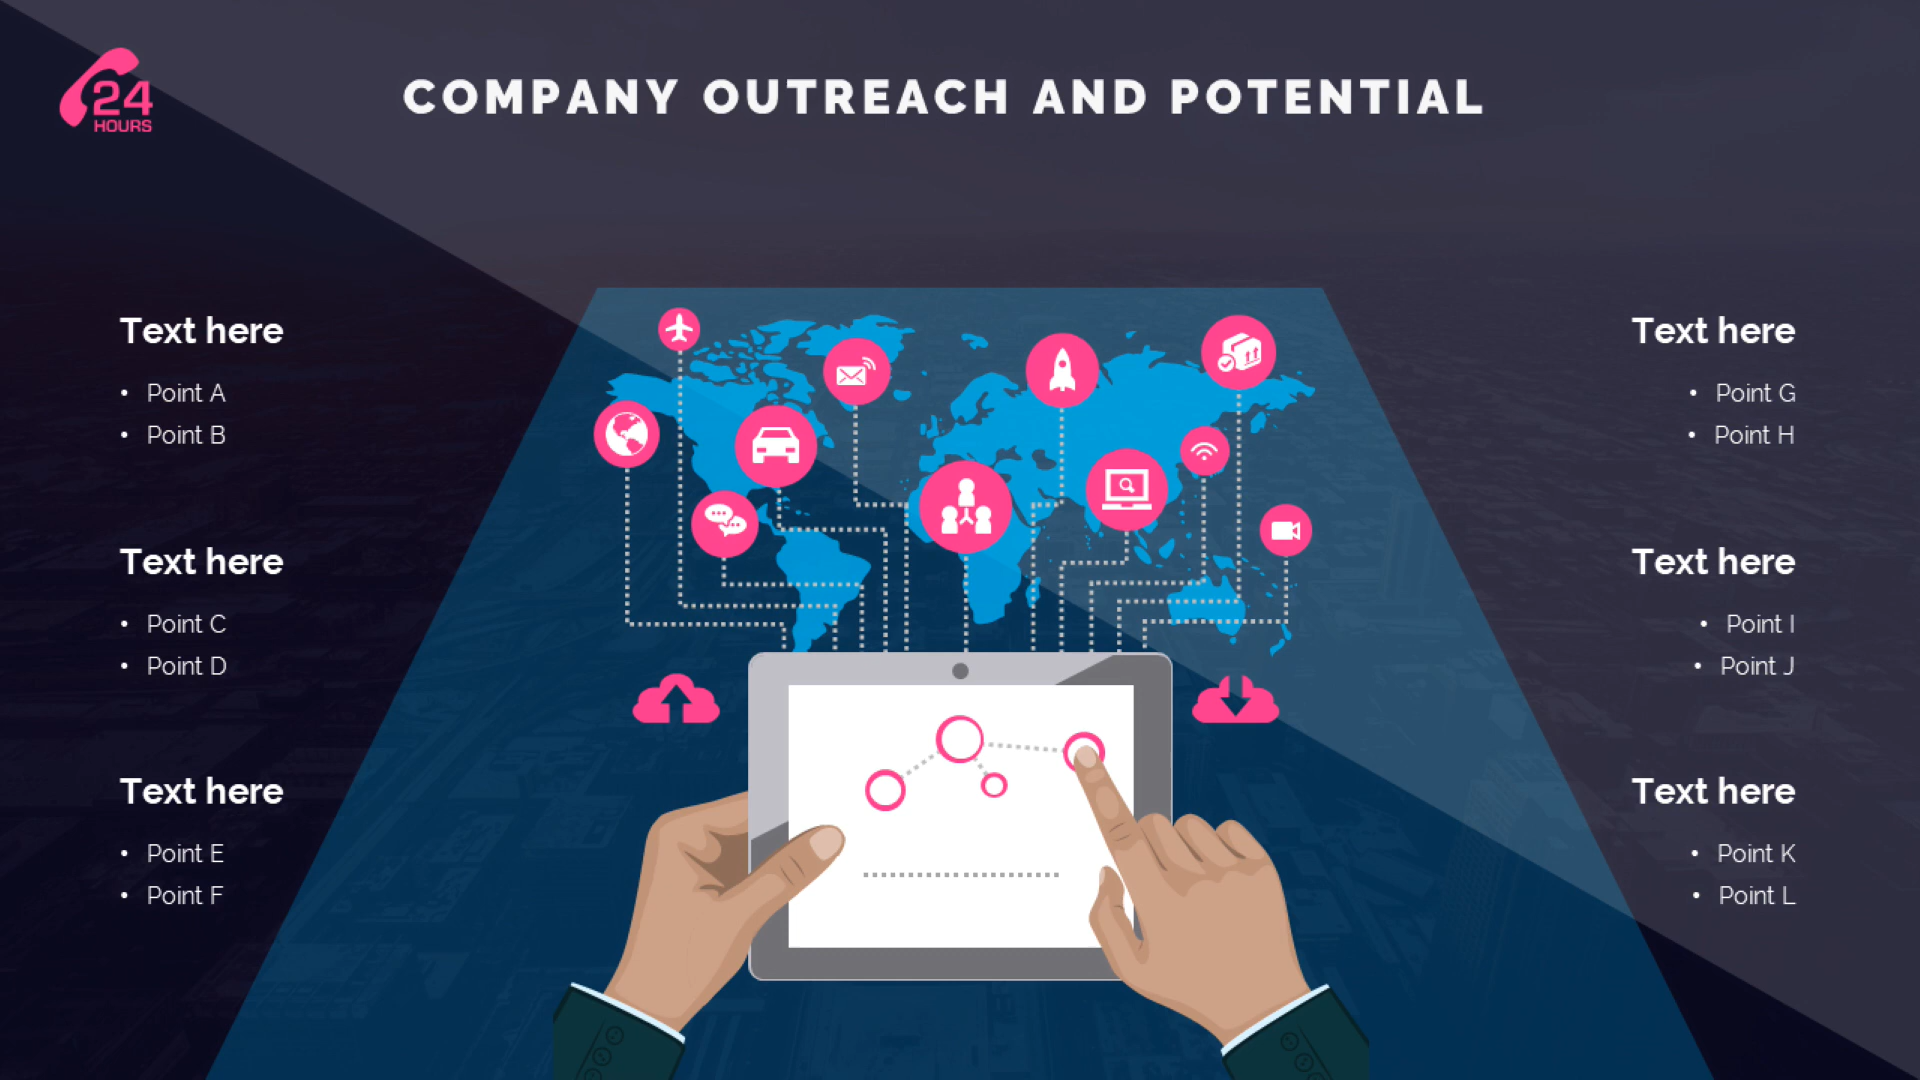 24
HOURS
COMPANY OUTREACH AND POTENTIAL
Text here
• Point A
• Point B
Text here
• Point C
• Point D
Text here
• Point E
• Point F
Text here
• Point G
• Point H
Text here
• Point I
• Point J
Text here
• Point K
• Point L